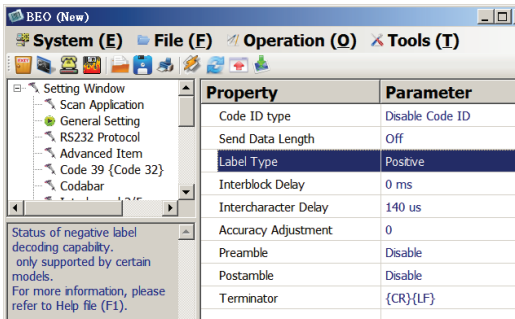 BEO (New)
System (E) File (F) Operation (O) Tools (T)
Setting Window
Scan Application
General Setting
RS232 Protocol
Advanced Item
Code 39 {Code 32}
Codabar
Status of negative label
decoding capability.
only supported by certain
models.
For more information, please
refer to Help file (F1).
Property Parameter
Code ID type Disable Code ID
Send Data Length Off
Label Type Positive
Interblock Delay 0 ms
Intercharacter Delay 140 us
Accuracy Adjustment 0
Preamble Disable
Postamble Disable
Terminator {CR}{LF}